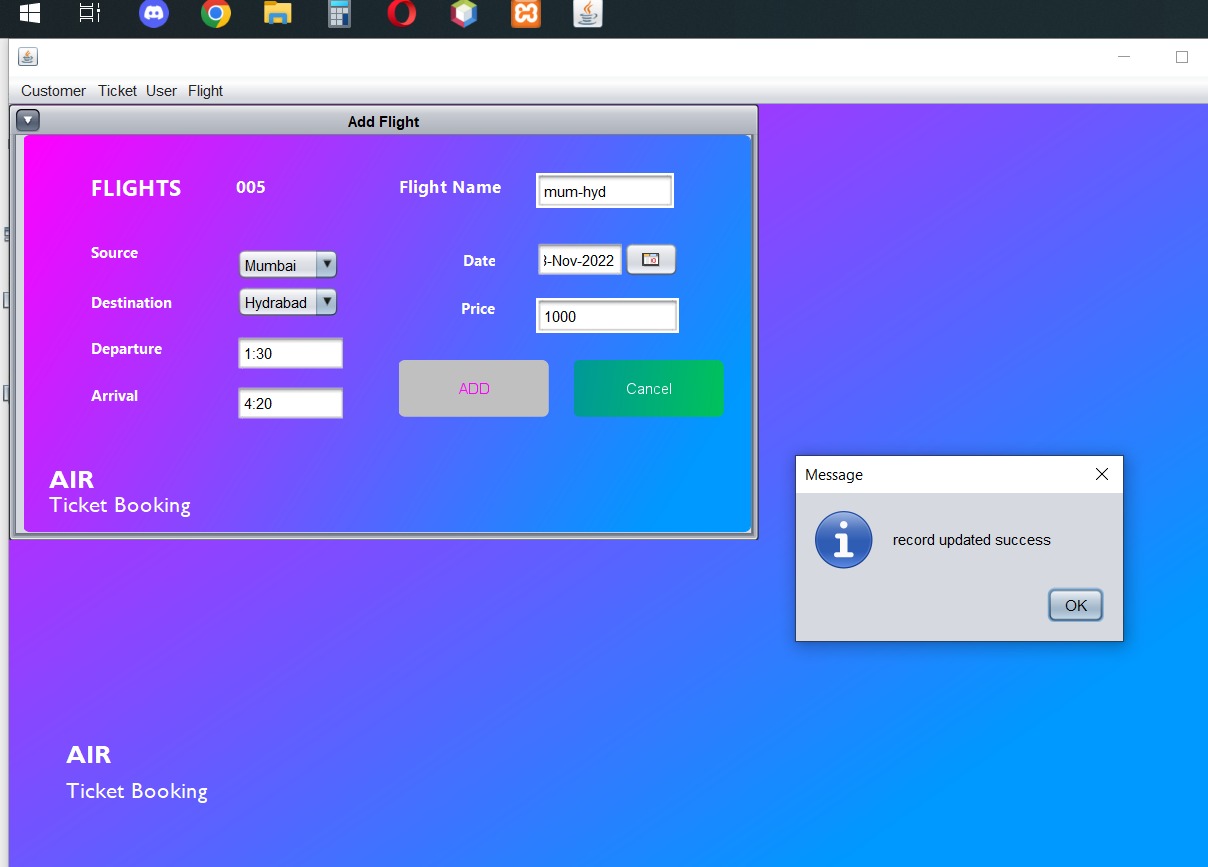 Customer Ticket User Flight
Add Flight
FLIGHTS 005
Flight Name mum-hyd
Source Mumbai
Date -Nov-2022
Destination Hydrabad
Price 1000
Departure 1:30
Arrival 4:20
ADD Cancel
AIR
Ticket Booking
Message
record updated success
OK
AIR
Ticket Booking